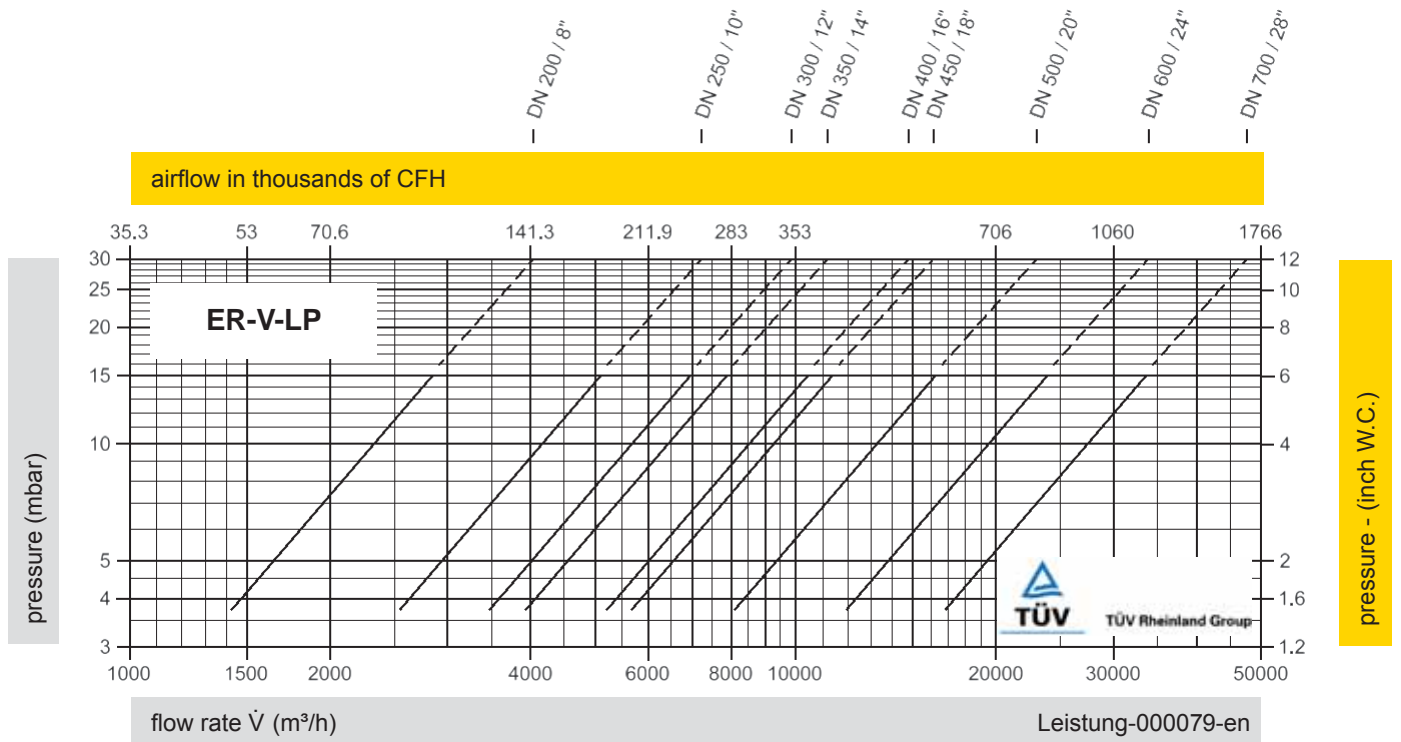 DN 200 / 8"
DN 250 / 10"
DN 300 / 12"
DN 350 / 14"
DN 400 / 16"
DN 450 / 18"
DN 500 / 20"
DN 600 / 24"
DN 700 / 28"
airflow in thousands of CFH
35.3 53 70.6 141.3 211.9 283 353 706 1060 1766
pressure (mbar)
30
25
20
15
10
5
4
3
ER-V-LP
12
10
8
6
4
2
1.6
1.2
pressure - (inch W.C.)
TÜV
TÜV Rheinland Group
1000 1500 2000 4000 6000 8000 10000 20000 30000 50000
flow rate V̇ (m³/h) Leistung-000079-en